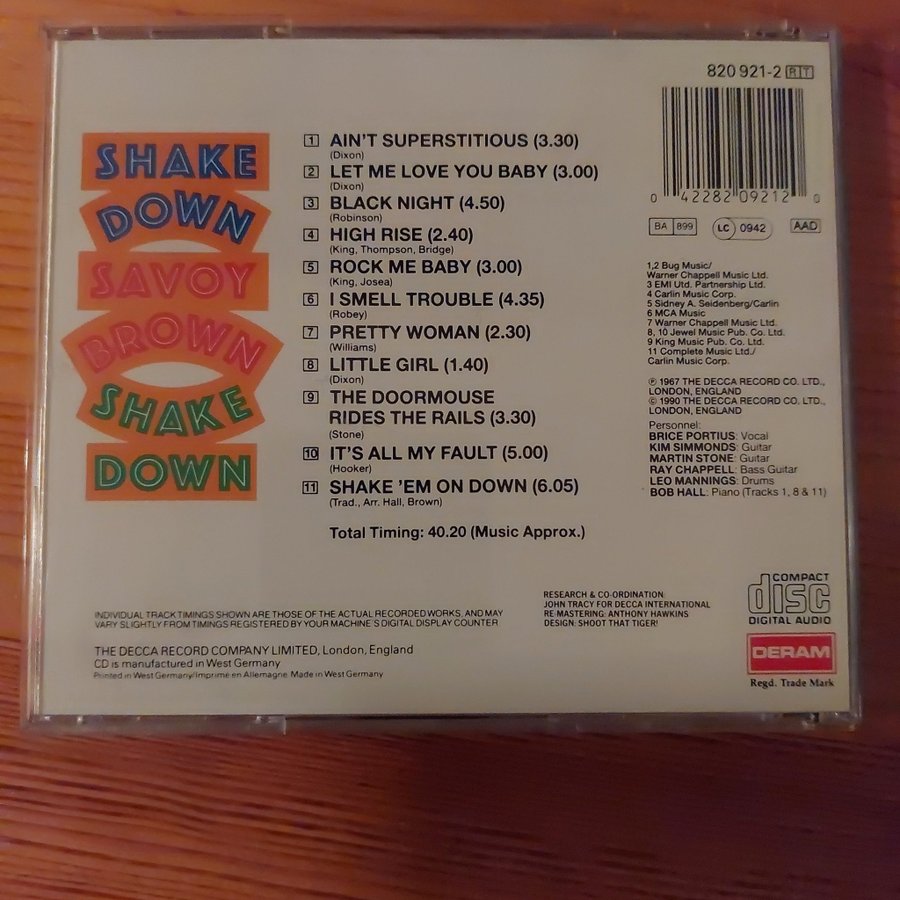 820 921-2 RIT
0 42282 09212 0
BA 899 LC 0942 AAD
SHAKE
DOWN
SAVOY
BROWN
SHAKE
DOWN
1 AIN'T SUPERSTITIOUS (3.30)
(Dixon)
2 LET ME LOVE YOU BABY (3.00)
(Dixon)
3 BLACK NIGHT (4.50)
(Robinson)
4 HIGH RISE (2.40)
(King, Thompson, Bridge)
5 ROCK ME BABY (3.00)
(King, Josea)
6 I SMELL TROUBLE (4.35)
(Robey)
7 PRETTY WOMAN (2.30)
(Williams)
8 LITTLE GIRL (1.40)
(Dixon)
9 THE DOORMOUSE
RIDES THE RAILS (3.30)
(Stone)
10 IT'S ALL MY FAULT (5.00)
(Hooker)
11 SHAKE 'EM ON DOWN (6.05)
(Trad., Arr. Hall, Brown)
Total Timing: 40.20 (Music Approx.)
1,2 Bug Music/
Warner Chappell Music Ltd.
3 EMI Utd. Partnership Ltd.
4 Carlin Music Corp.
5 Sidney A. Seidenberg/Carlin
6 MCA Music
7 Warner Chappell Music Ltd.
8, 10 Jewel Music Pub. Co. Ltd.
9 King Music Pub. Co. Ltd.
11 Complete Music Ltd./
Carlin Music Corp.
℗ 1967 THE DECCA RECORD CO. LTD.,
LONDON, ENGLAND
© 1990 THE DECCA RECORD CO. LTD.,
LONDON, ENGLAND
Personnel:
BRICE PORTIUS: Vocal
KIM SIMMONDS: Guitar
MARTIN STONE: Guitar
RAY CHAPPELL: Bass Guitar
LEO MANNINGS: Drums
BOB HALL: Piano (Tracks 1, 8 & 11)
INDIVIDUAL TRACK TIMINGS SHOWN ARE THOSE OF THE ACTUAL RECORDED WORKS, AND MAY
VARY SLIGHTLY FROM TIMINGS REGISTERED BY YOUR MACHINE'S DIGITAL DISPLAY COUNTER
THE DECCA RECORD COMPANY LIMITED, London, England
CD is manufactured in West Germany
Printed in West Germany/Imprimé en Allemagne. Made in West Germany
RESEARCH & CO-ORDINATION:
JOHN TRACY FOR DECCA INTERNATIONAL
RE-MASTERING: ANTHONY HAWKINS
DESIGN: SHOOT THAT TIGER!
COMPACT
disc
DIGITAL AUDIO
DERAM
Regd. Trade Mark